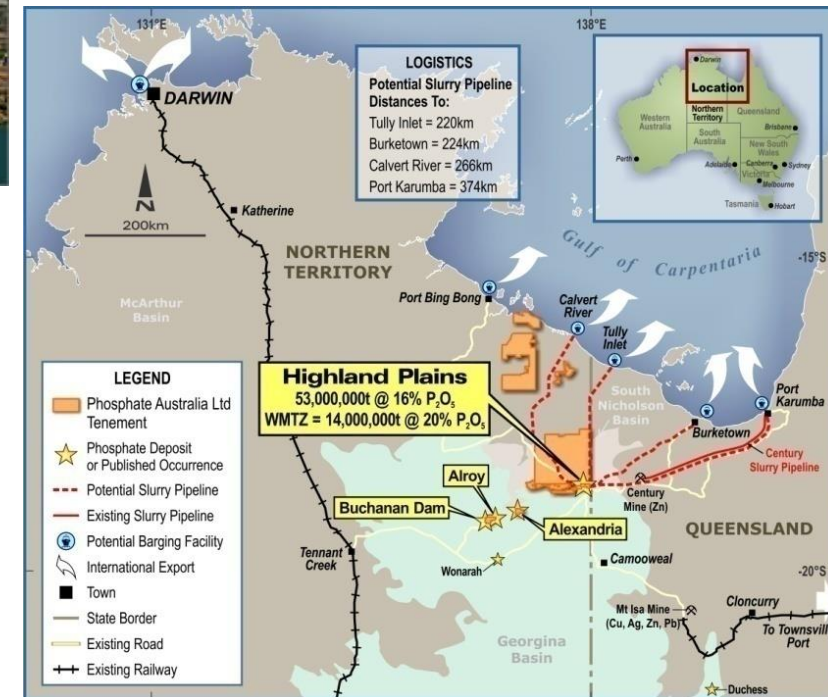 131°E
138°E
DARWIN
LOGISTICS
Potential Slurry Pipeline
Distances To:
Tully Inlet = 220km
Burketown = 224km
Calvert River = 266km
Port Karumba = 374km
Darwin
Location
Western
Australia
Northern
Territory
Queensland
South
Australia
Brisbane
New South
Wales
Perth
Adelaide
Canberra
Sydney
Victoria
Melbourne
Tasmania
Hobart
N
200km
Katherine
NORTHERN
TERRITORY
McArthur
Basin
Gulf of Carpentaria
-15°S
Port Bing Bong
Calvert
River
Tully
Inlet
Highland Plains
53,000,000t @ 16% P₂O₅
WMTZ = 14,000,000t @ 20% P₂O₅
South
Nicholson
Basin
Port
Karumba
Burketown
Century
Slurry Pipeline
Century
Mine (Zn)
Alroy
Buchanan Dam
Alexandria
QUEENSLAND
Tennant
Creek
Wonarah
Camooweal
-20°S
Mt Isa Mine
(Cu, Ag, Zn, Pb)
Cloncurry
To Townsville
Port
Georgina
Basin
Duchess
LEGEND
Phosphate Australia Ltd
Tenement
Phosphate Deposit
or Published Occurrence
Potential Slurry Pipeline
Existing Slurry Pipeline
Potential Barging Facility
International Export
Town
State Border
Existing Road
Existing Railway